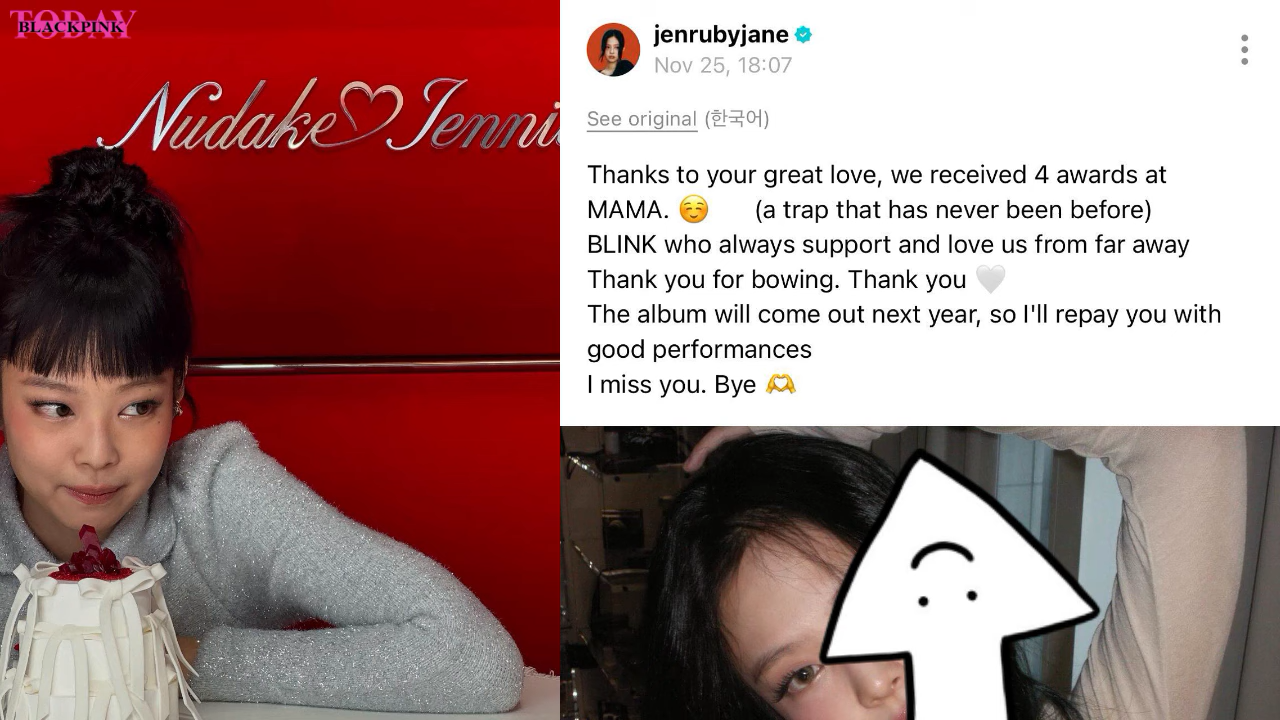 TODAY
BLACKPINK
Nudake Jenni
jenrubyjane
Nov 25, 18:07
See original (한국어)
Thanks to your great love, we received 4 awards at
MAMA. ☺️ (a trap that has never been before)
BLINK who always support and love us from far away
Thank you for bowing. Thank you 🤍
The album will come out next year, so I'll repay you with
good performances
I miss you. Bye 🫶